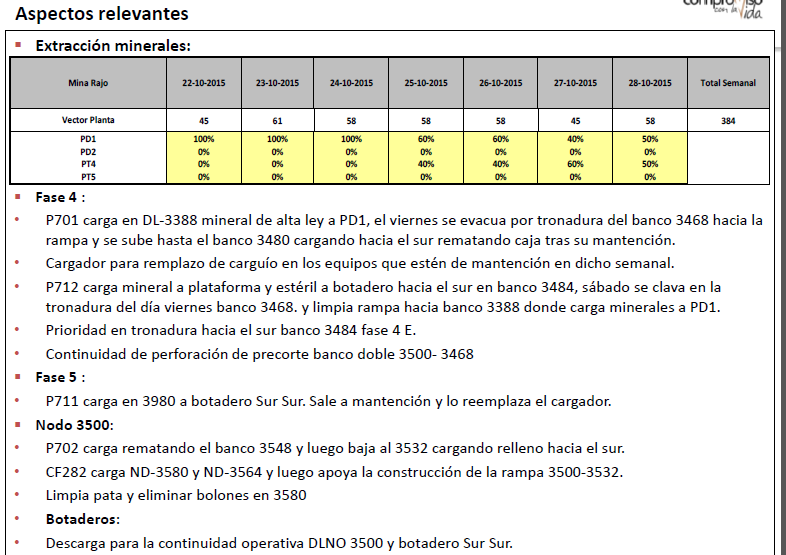 Aspectos relevantes
compromiso
con la Vida
Extracción minerales:
Mina Rajo 22-10-2015 23-10-2015 24-10-2015 25-10-2015 26-10-2015 27-10-2015 28-10-2015 Total Semanal
Vector Planta 45 61 58 58 58 45 58 384
PD1 100% 100% 100% 60% 60% 40% 50%
PD2 0% 0% 0% 0% 0% 0% 0%
PT4 0% 0% 0% 40% 40% 60% 50%
PT5 0% 0% 0% 0% 0% 0% 0%
Fase 4 :
P701 carga en DL-3388 mineral de alta ley a PD1, el viernes se evacua por tronadura del banco 3468 hacia la
rampa y se sube hasta el banco 3480 cargando hacia el sur rematando caja tras su mantención.
Cargador para remplazo de carguío en los equipos que estén de mantención en dicho semanal.
P712 carga mineral a plataforma y estéril a botadero hacia el sur en banco 3484, sábado se clava en la
tronadura del día viernes banco 3468. y limpia rampa hacia banco 3388 donde carga minerales a PD1.
Prioridad en tronadura hacia el sur banco 3484 fase 4 E.
Continuidad de perforación de precorte banco doble 3500- 3468
Fase 5 :
P711 carga en 3980 a botadero Sur Sur. Sale a mantención y lo reemplaza el cargador.
Nodo 3500:
P702 carga rematando el banco 3548 y luego baja al 3532 cargando relleno hacia el sur.
CF282 carga ND-3580 y ND-3564 y luego apoya la construcción de la rampa 3500-3532.
Limpia pata y eliminar bolones en 3580
Botaderos:
Descarga para la continuidad operativa DLNO 3500 y botadero Sur Sur.